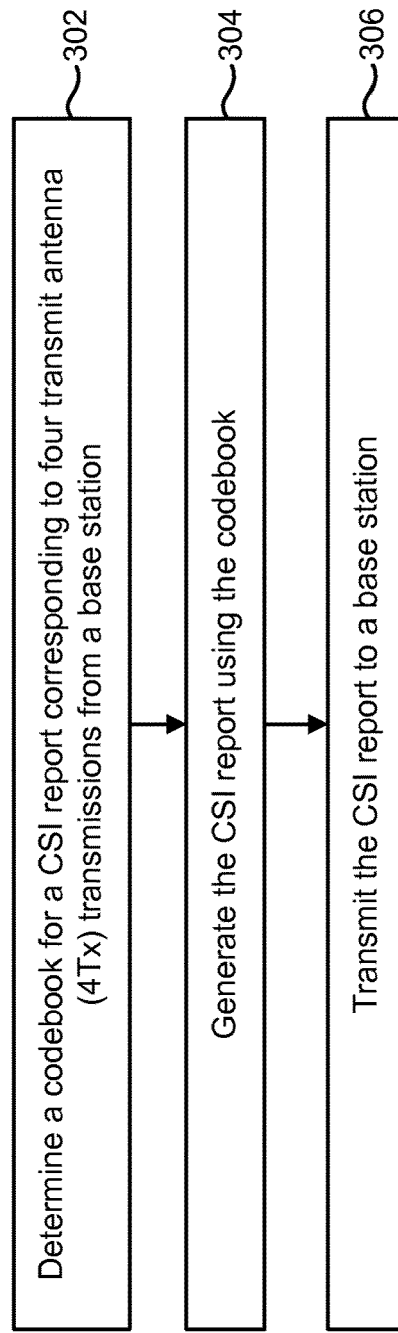 Determine a codebook for a CSI report corresponding to four transmit antenna
(4Tx) transmissions from a base station
302
Generate the CSI report using the codebook
304
Transmit the CSI report to a base station
306